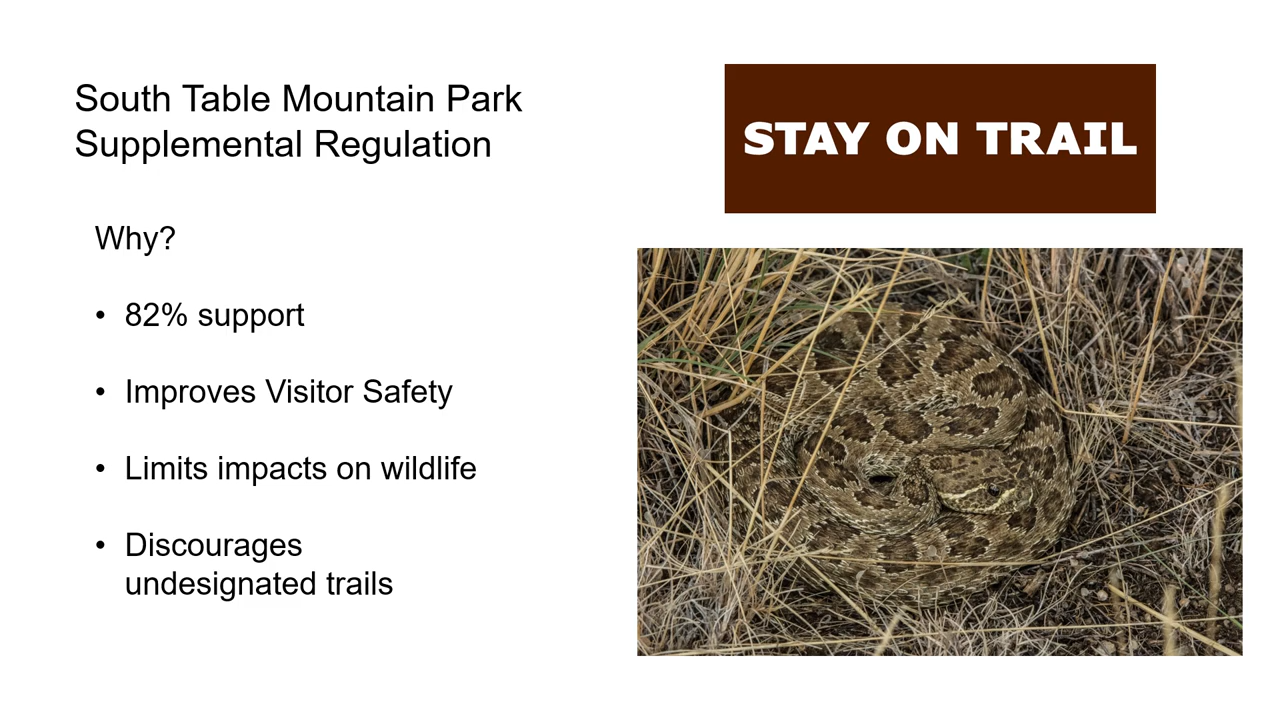 South Table Mountain Park
Supplemental Regulation
STAY ON TRAIL
Why?
• 82% support
• Improves Visitor Safety
• Limits impacts on wildlife
• Discourages
undesignated trails